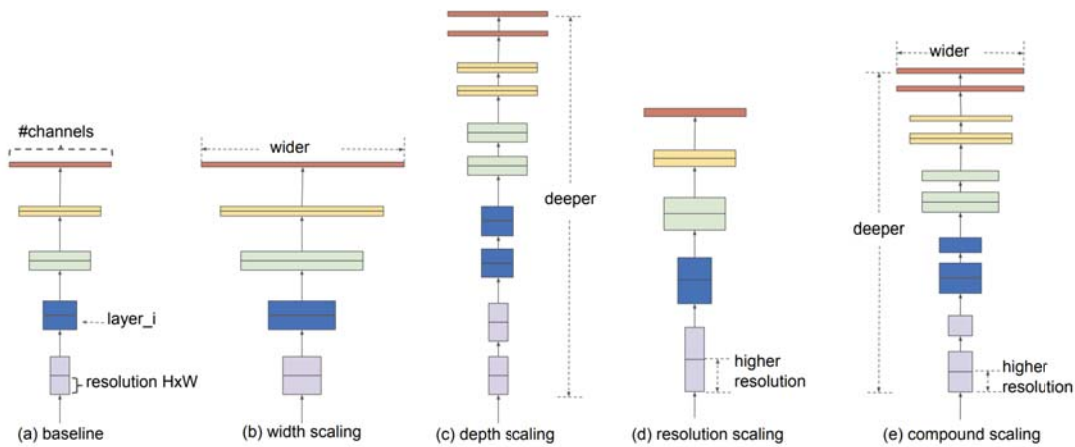 #channels
layer_i
resolution HxW
(a) baseline
wider
(b) width scaling
deeper
(c) depth scaling
higher
resolution
(d) resolution scaling
wider
deeper
higher
resolution
(e) compound scaling